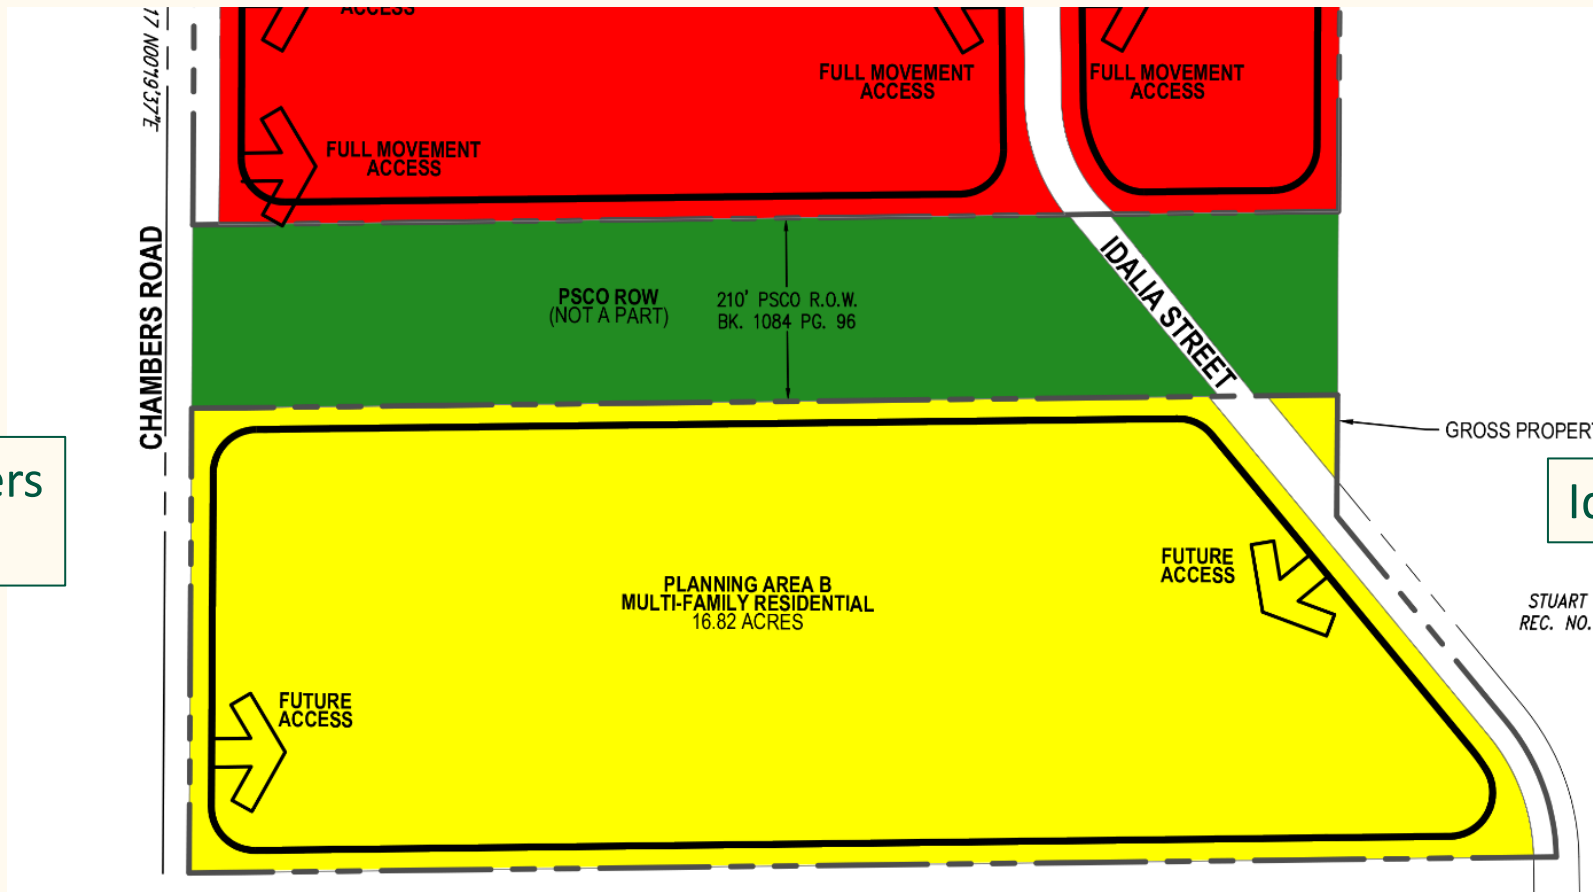 ACCESS
17 N00°19'37"E
FULL MOVEMENT
ACCESS
FULL MOVEMENT
ACCESS
FULL MOVEMENT
ACCESS
CHAMBERS ROAD
PSCO ROW
(NOT A PART)
210' PSCO R.O.W.
BK. 1084 PG. 96
IDALIA STREET
GROSS
PLANNING AREA B
MULTI-FAMILY RESIDENTIAL
16.82 ACRES
FUTURE
ACCESS
STUART
REC. NO.
FUTURE
ACCESS